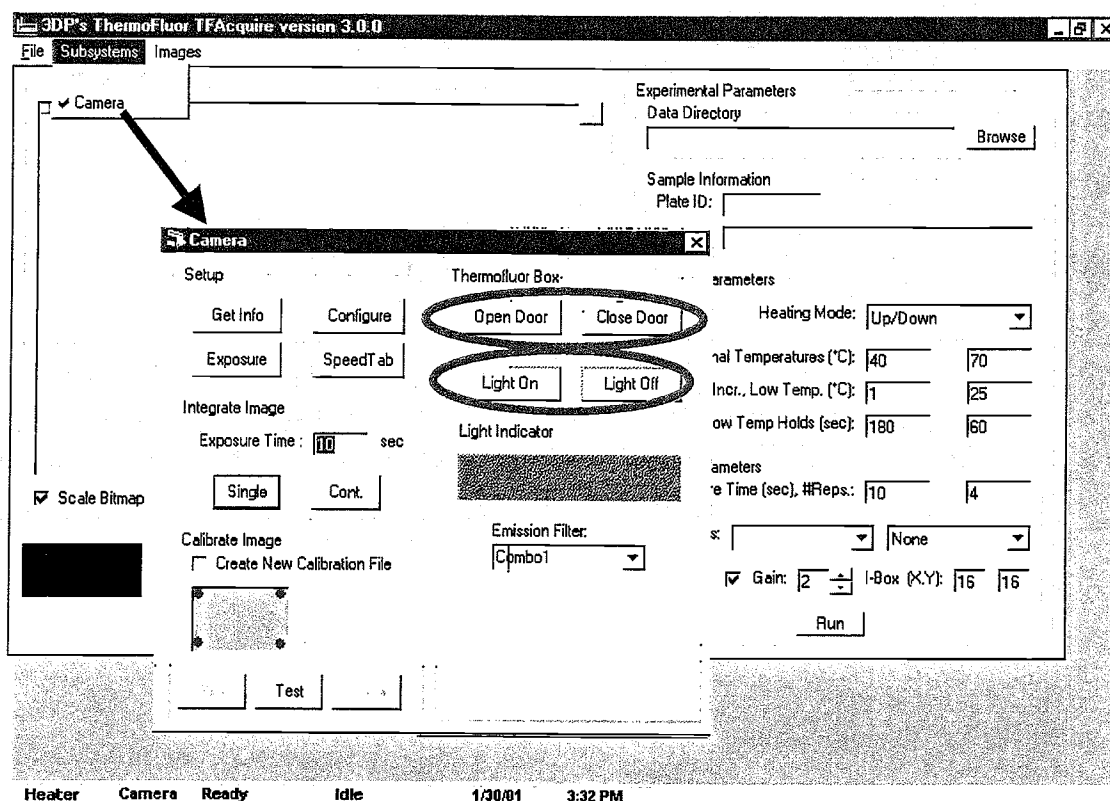 3DP's ThermoFluor TFAcquire version 3.0.0
File Subsystems Images
Camera
Experimental Parameters
Data Directory
Browse
Sample Information
Plate ID:
Camera
Setup
Get Info Configure
Exposure SpeedTab
Integrate Image
Exposure Time : 10 sec
Single Cont.
Calibrate Image
Create New Calibration File
Test
Thermofluor Box
Open Door Close Door
Light On Light Off
Light Indicator
Emission Filter:
Combo1
arameters
Heating Mode: Up/Down
nal Temperatures (°C): 40 70
Incr., Low Temp. (°C): 1 25
ow Temp Holds (sec): 180 60
ameters
e Time (sec), #Reps.: 10 4
s: None
Gain: 2 I-Box (X,Y): 16 16
Run
Scale Bitmap
Heater Camera Ready Idle 1/30/01 3:32 PM